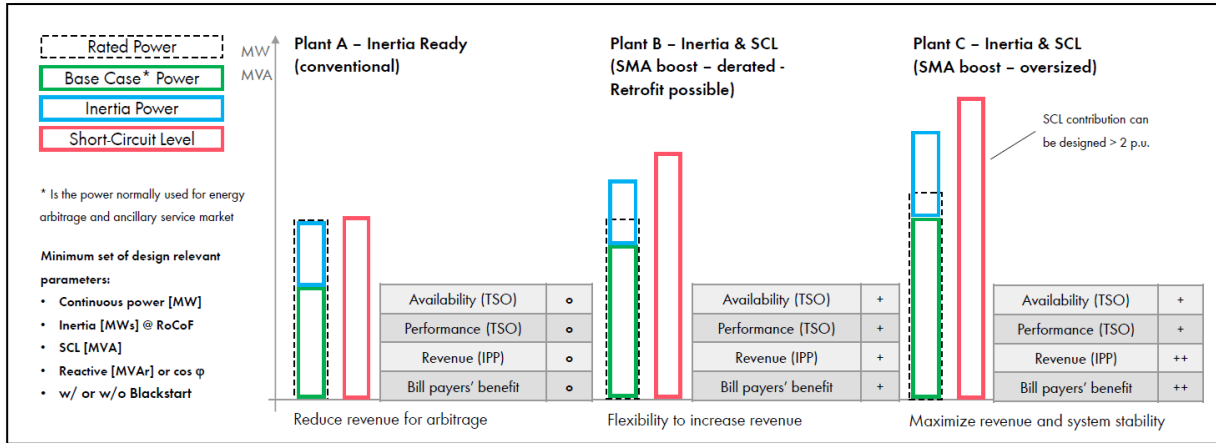 Rated Power
Base Case* Power
Inertia Power
Short-Circuit Level
* Is the power normally used for energy
arbitrage and ancillary service market
Minimum set of design relevant
parameters:
• Continuous power [MW]
• Inertia [MWs] @ RoCoF
• SCL [MVA]
• Reactive [MVAr] or cos φ
• w/ or w/o Blackstart
MW
MVA
Plant A – Inertia Ready
(conventional)
Availability (TSO) o
Performance (TSO) o
Revenue (IPP) o
Bill payers' benefit o
Reduce revenue for arbitrage
Plant B – Inertia & SCL
(SMA boost – derated -
Retrofit possible)
Availability (TSO) +
Performance (TSO) +
Revenue (IPP) +
Bill payers' benefit +
Flexibility to increase revenue
Plant C – Inertia & SCL
(SMA boost – oversized)
SCL contribution can
be designed > 2 p.u.
Availability (TSO) +
Performance (TSO) +
Revenue (IPP) ++
Bill payers' benefit ++
Maximize revenue and system stability